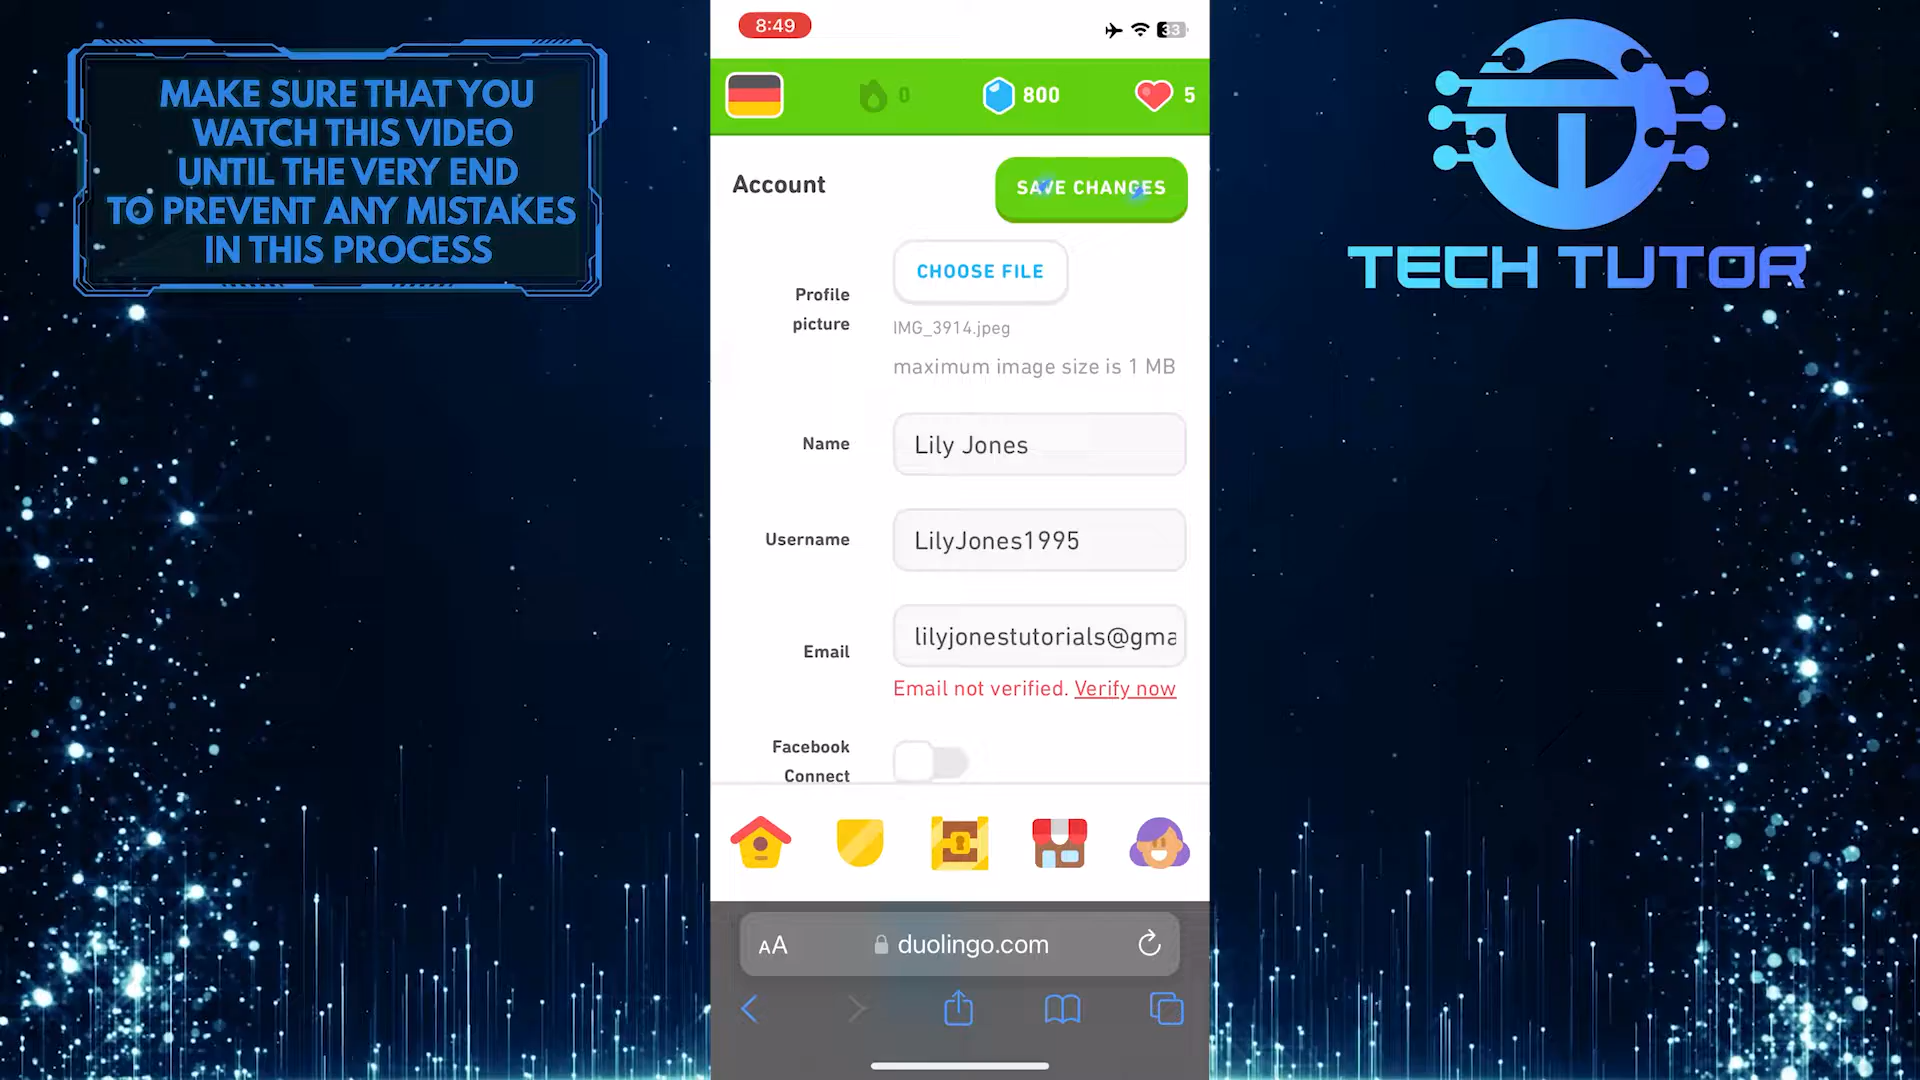 MAKE SURE THAT YOU
WATCH THIS VIDEO
UNTIL THE VERY END
TO PREVENT ANY MISTAKES
IN THIS PROCESS
8:49
33
0
800
5
Account
SAVE CHANGES
Profile
picture
CHOOSE FILE
IMG_3914.jpeg
maximum image size is 1 MB
Name
Lily Jones
Username
LilyJones1995
Email
lilyjonestutorials@gma
Email not verified. Verify now
Facebook
Connect
AA
duolingo.com
TECH TUTOR